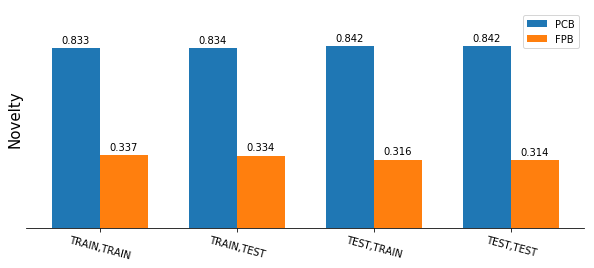 PCB
FPB
Novelty
0.833
0.337
0.834
0.334
0.842
0.316
0.842
0.314
TRAIN,TRAIN
TRAIN,TEST
TEST,TRAIN
TEST,TEST